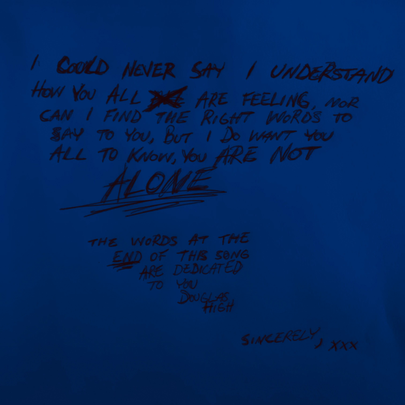 I COULD NEVER SAY I UNDERSTAND
HOW YOU ALL ARE FEELING, NOR
CAN I FIND THE RIGHT WORDS TO
SAY TO YOU, BUT I DO WANT YOU
ALL TO KNOW, YOU ARE NOT
ALONE
THE WORDS AT THE
END OF THIS SONG
ARE DEDICATED
TO YOU
DOUGLAS
HIGH
SINCERELY, XXX